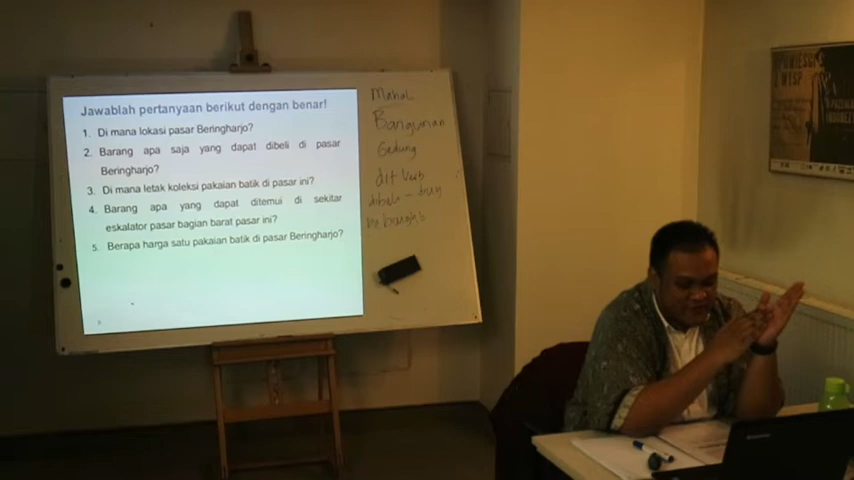 Jawablah pertanyaan berikut dengan benar!
1. Di mana lokasi pasar Beringharjo?
2. Barang apa saja yang dapat dibeli di pasar
Beringharjo?
3. Di mana letak koleksi pakaian batik di pasar ini?
4. Barang apa yang dapat ditemui di sekitar
eskalator pasar bagian barat pasar ini?
5. Berapa harga satu pakaian batik di pasar Beringharjo?
Mahal
Bangunan
Gedung
di + Verb